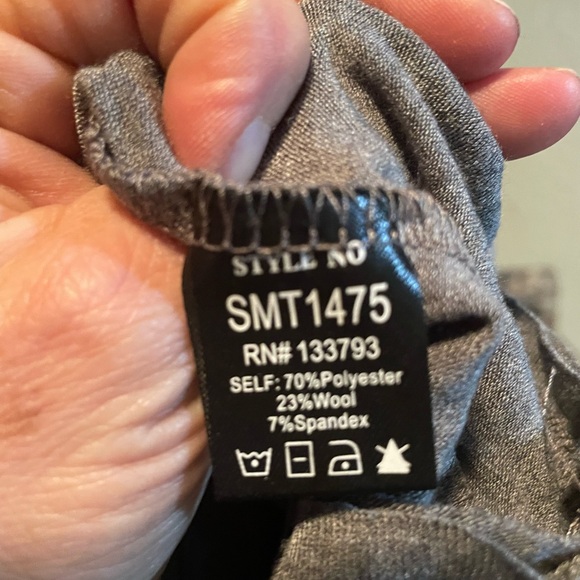 STYLE NO
SMT1475
RN# 133793
SELF: 70%Polyester
23%Wool
7%Spandex